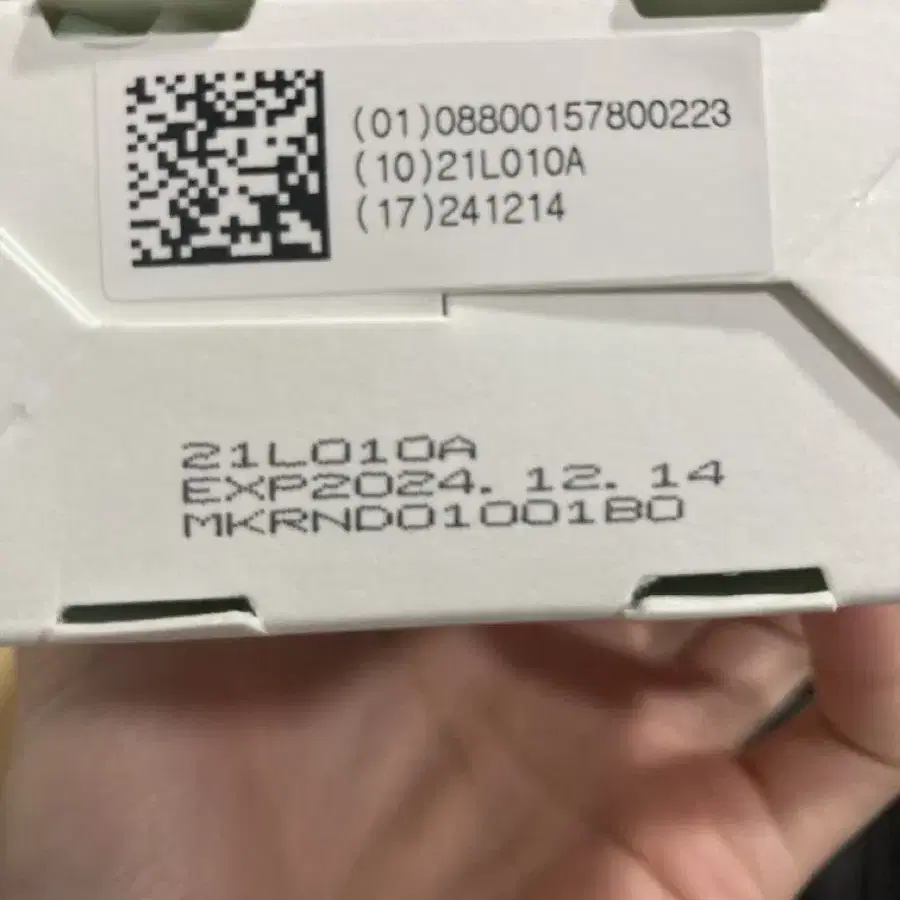 (01)08800157800223
(10)21L010A
(17)241214
21L010A
EXP2024. 12. 14
MKRND01001B0